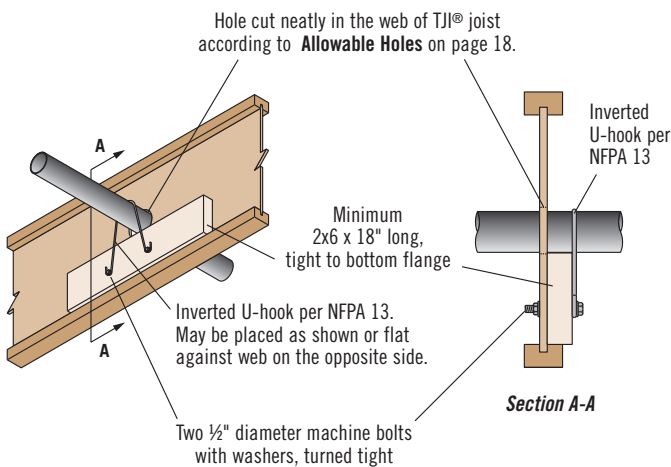 Hole cut neatly in the web of TJI® joist
according to Allowable Holes on page 18.
A
Inverted
U-hook per
NFPA 13
Minimum
2x6 x 18" long,
tight to bottom flange
Inverted U-hook per NFPA 13.
May be placed as shown or flat
against web on the opposite side.
A
Section A-A
Two ½" diameter machine bolts
with washers, turned tight